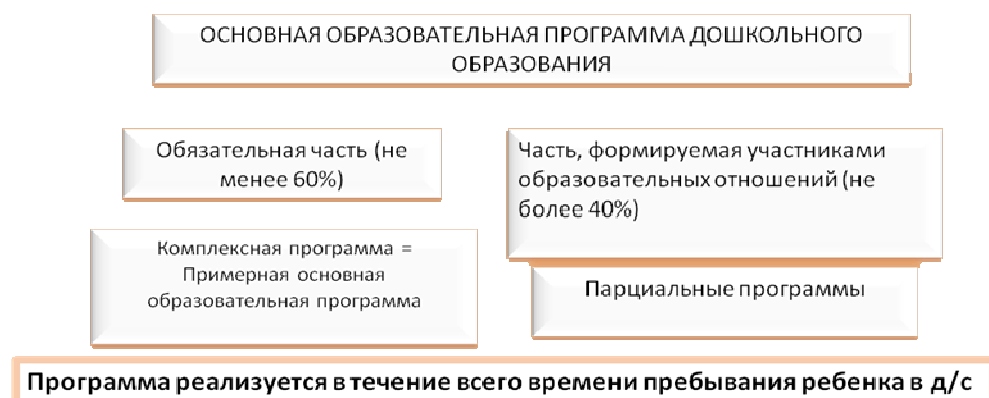 ОСНОВНАЯ ОБРАЗОВАТЕЛЬНАЯ ПРОГРАММА ДОШКОЛЬНОГО
ОБРАЗОВАНИЯ
Обязательная часть (не
менее 60%)
Часть, формируемая участниками
образовательных отношений (не
более 40%)
Комплексная программа =
Примерная основная
образовательная программа
Парциальные программы
Программа реализуется в течение всего времени пребывания ребенка в д/с